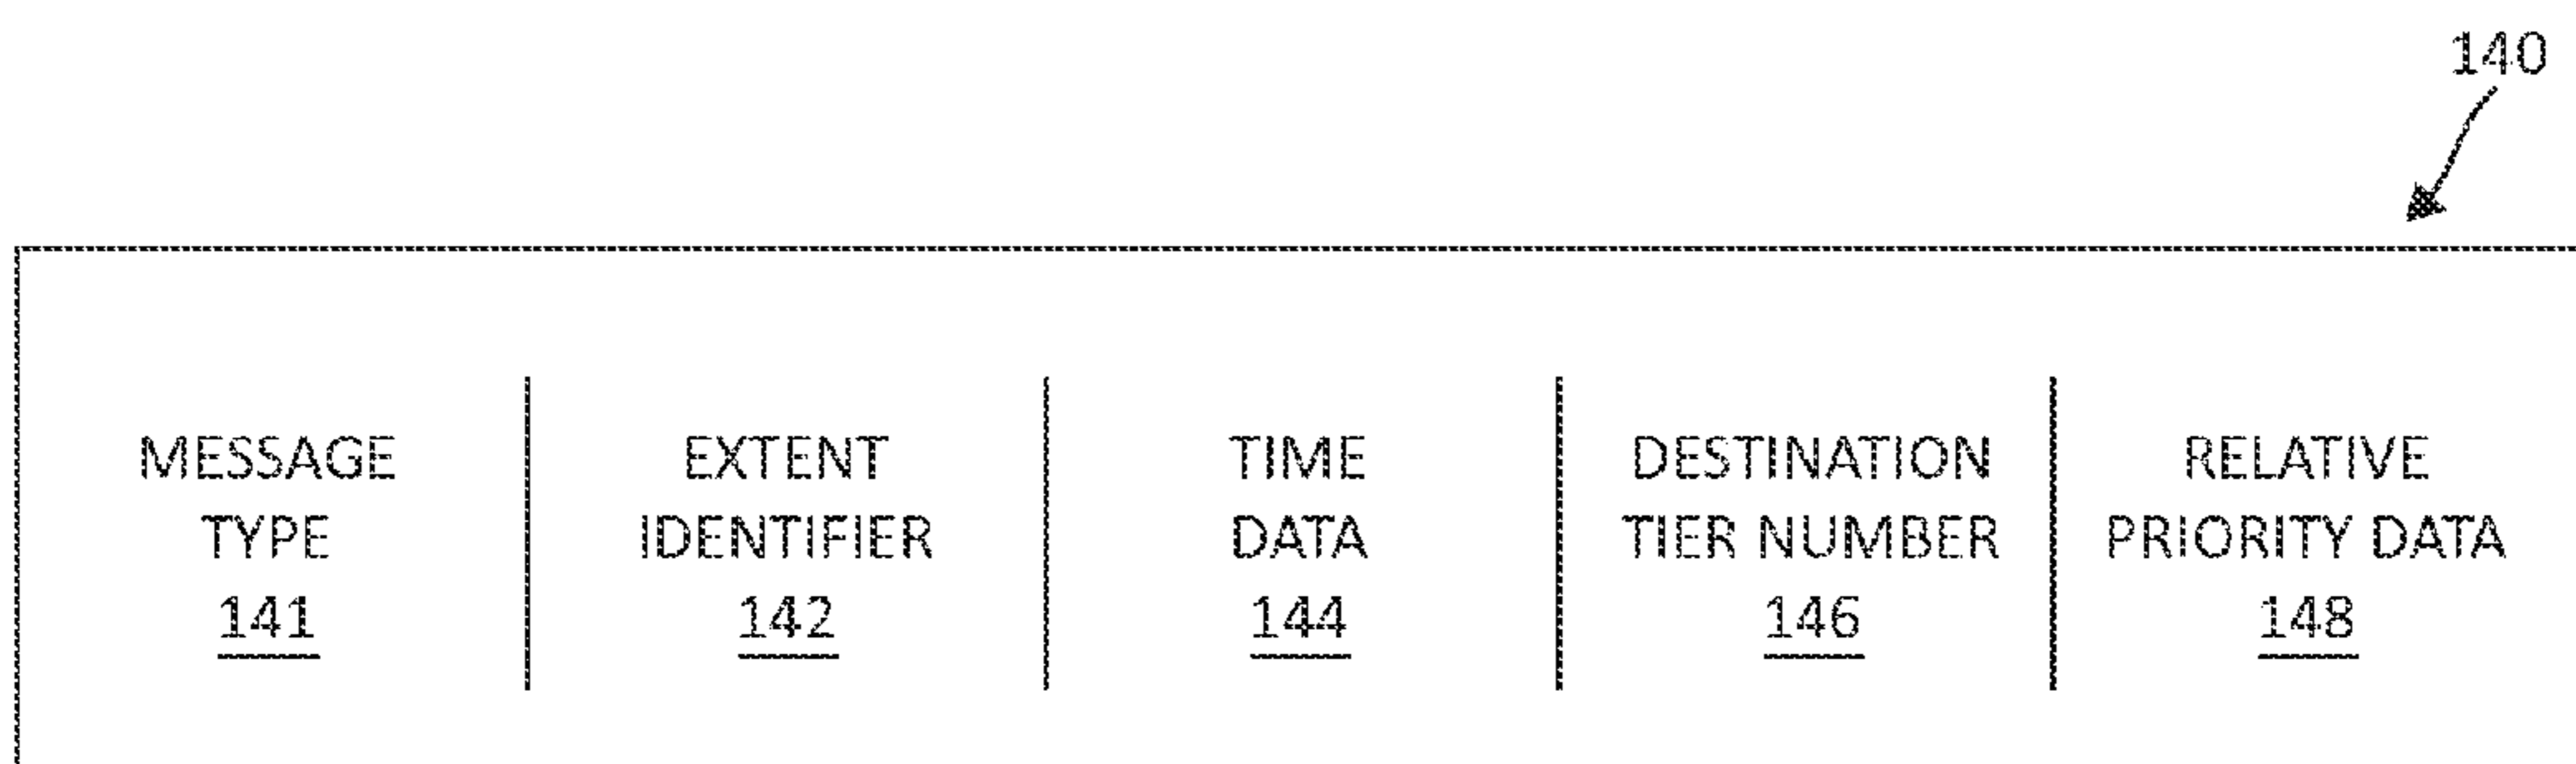 140
MESSAGE TYPE 141
EXTENT IDENTIFIER 142
TIME DATA 144
DESTINATION TIER NUMBER 146
RELATIVE PRIORITY DATA 148